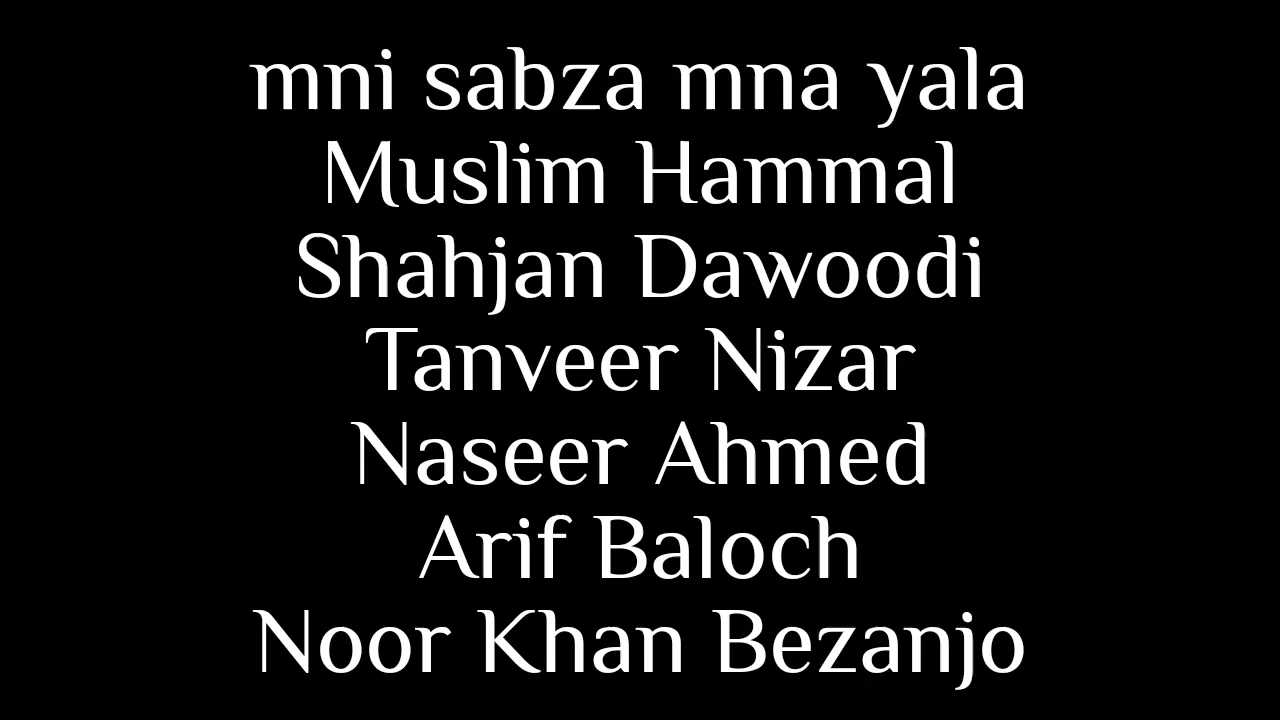 mni sabza mna yala
Muslim Hammal
Shahjan Dawoodi
Tanveer Nizar
Naseer Ahmed
Arif Baloch
Noor Khan Bezanjo